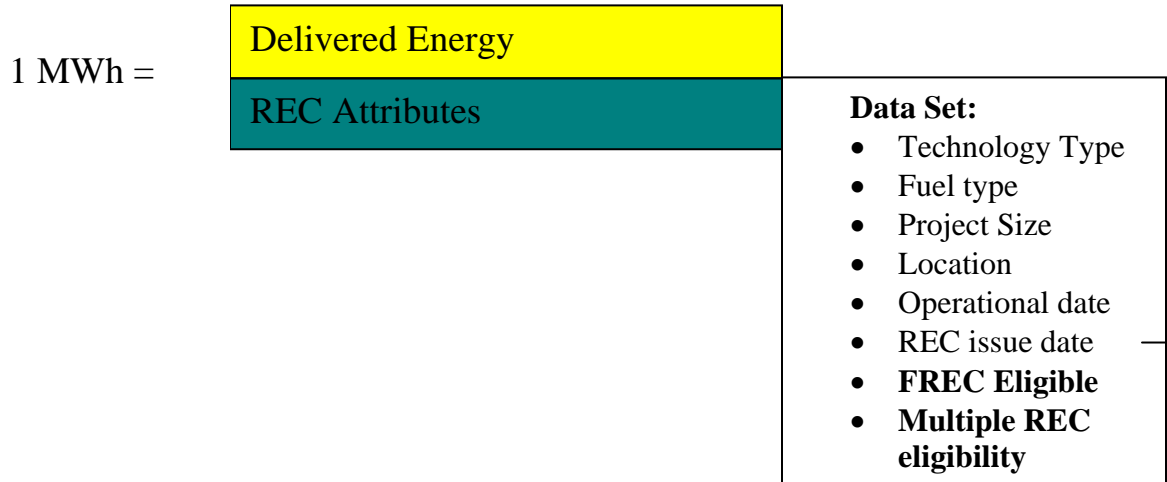 Delivered Energy
1 MWh =
REC Attributes
Data Set:
• Technology Type
• Fuel type
• Project Size
• Location
• Operational date
• REC issue date
• FREC Eligible
• Multiple REC
eligibility